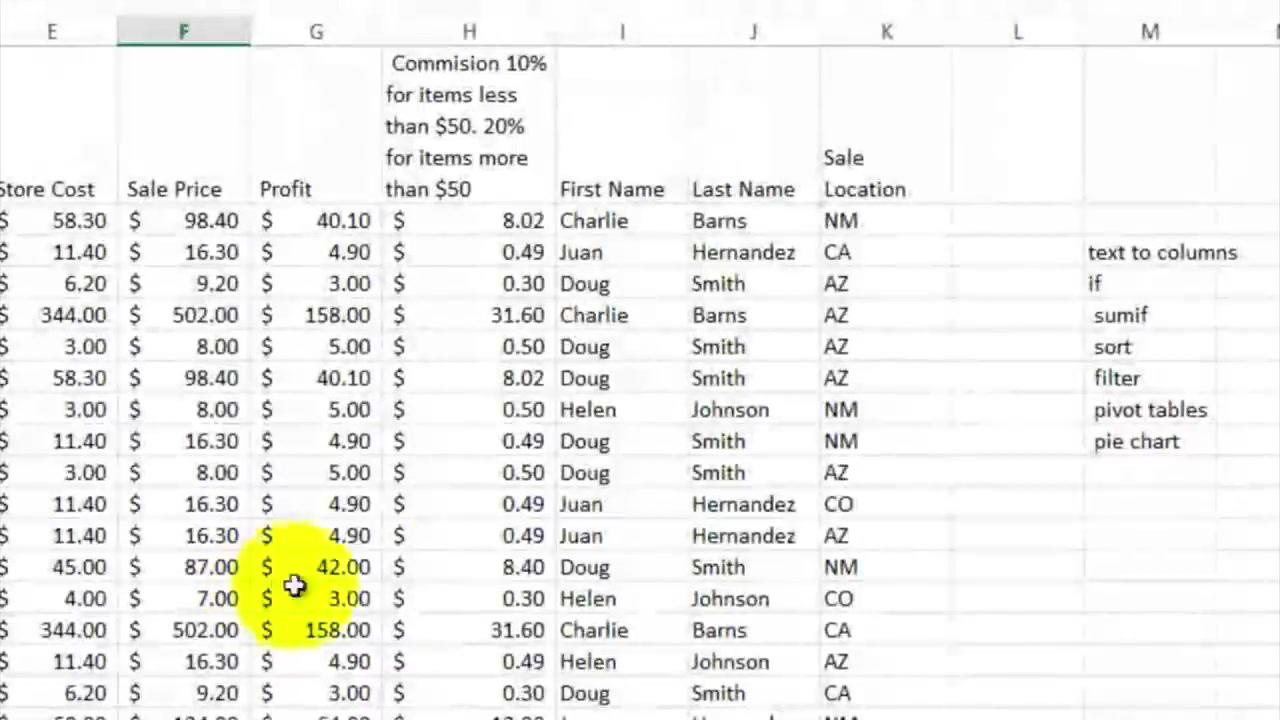 E F G H I J K L M
Commision 10%
for items less
than $50. 20%
for items more
than $50
Store Cost Sale Price Profit First Name Last Name Sale
Location
$ 58.30 $ 98.40 $ 40.10 $ 8.02 Charlie Barns NM
$ 11.40 $ 16.30 $ 4.90 $ 0.49 Juan Hernandez CA text to columns
$ 6.20 $ 9.20 $ 3.00 $ 0.30 Doug Smith AZ if
$ 344.00 $ 502.00 $ 158.00 $ 31.60 Charlie Barns AZ sumif
$ 3.00 $ 8.00 $ 5.00 $ 0.50 Doug Smith AZ sort
$ 58.30 $ 98.40 $ 40.10 $ 8.02 Doug Smith AZ filter
$ 3.00 $ 8.00 $ 5.00 $ 0.50 Helen Johnson NM pivot tables
$ 11.40 $ 16.30 $ 4.90 $ 0.49 Doug Smith NM pie chart
$ 3.00 $ 8.00 $ 5.00 $ 0.50 Doug Smith AZ
$ 11.40 $ 16.30 $ 4.90 $ 0.49 Juan Hernandez CO
$ 11.40 $ 16.30 $ 4.90 $ 0.49 Juan Hernandez AZ
$ 45.00 $ 87.00 $ 42.00 $ 8.40 Doug Smith NM
$ 4.00 $ 7.00 $ 3.00 $ 0.30 Helen Johnson CO
$ 344.00 $ 502.00 $ 158.00 $ 31.60 Charlie Barns CA
$ 11.40 $ 16.30 $ 4.90 $ 0.49 Helen Johnson AZ
$ 6.20 $ 9.20 $ 3.00 $ 0.30 Doug Smith CA